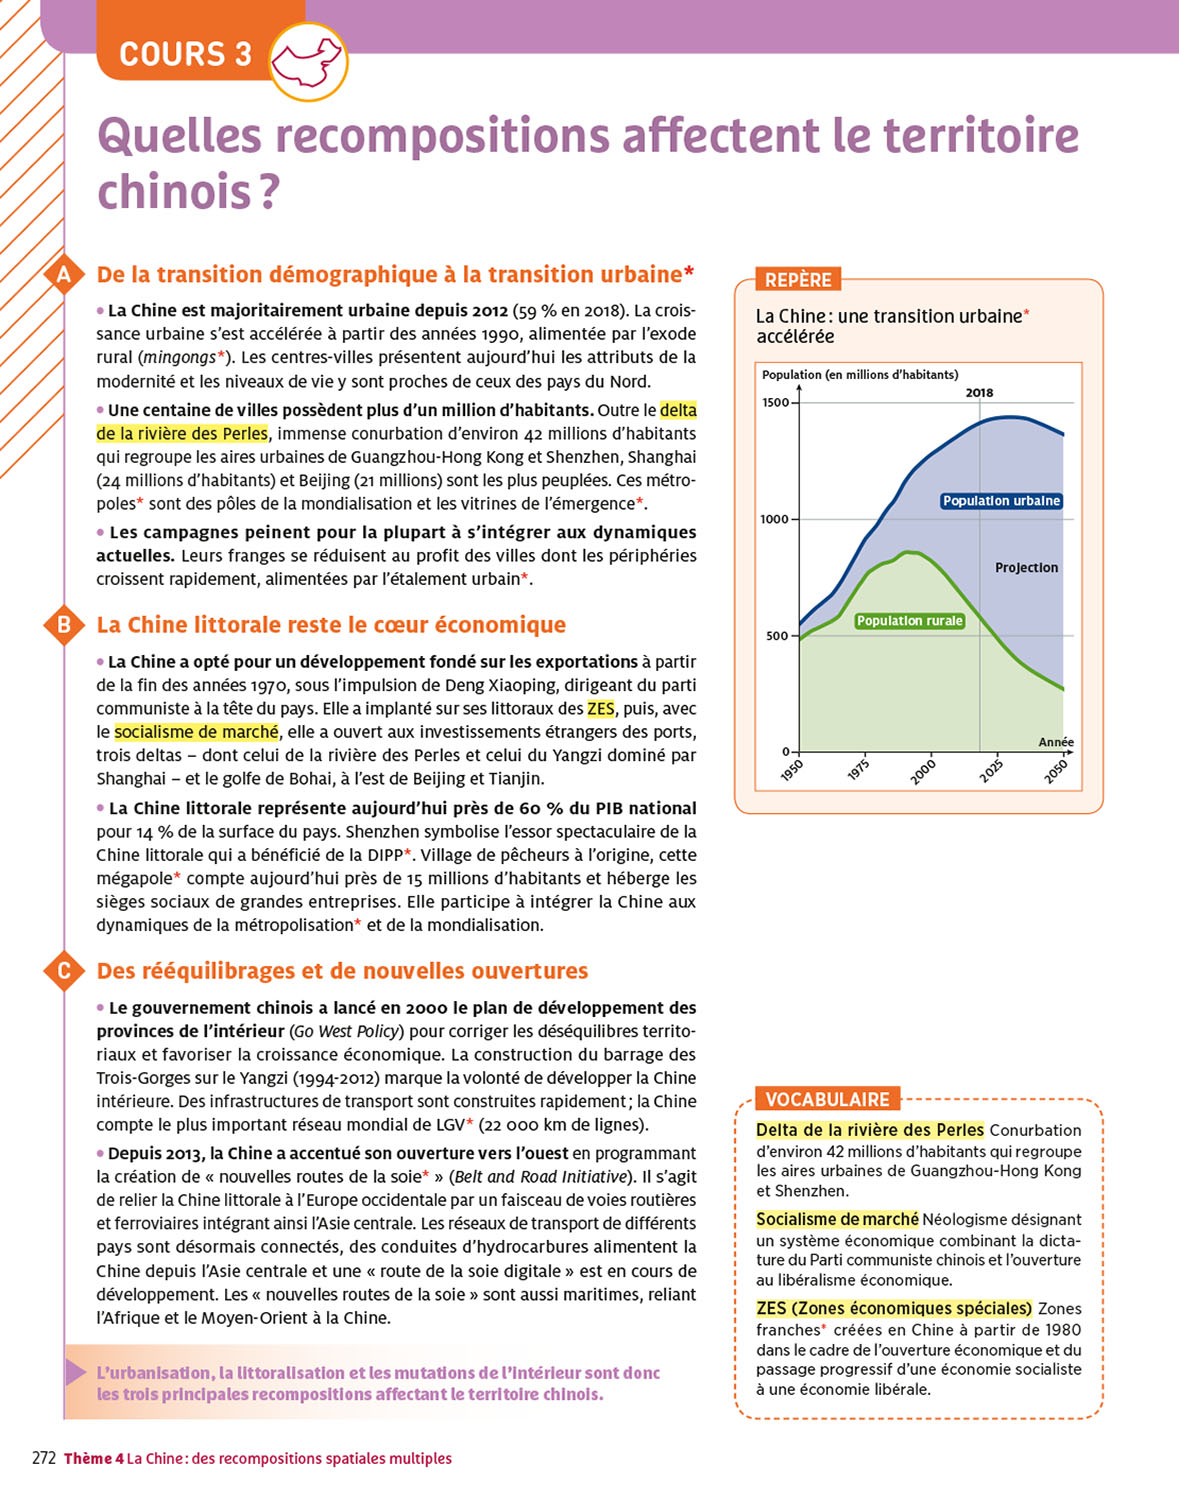 COURS 3
Quelles recompositions affectent le territoire
chinois ?
A De la transition démographique à la transition urbaine*
• La Chine est majoritairement urbaine depuis 2012 (59 % en 2018). La crois-
sance urbaine s'est accélérée à partir des années 1990, alimentée par l'exode
rural (mingongs*). Les centres-villes présentent aujourd'hui les attributs de la
modernité et les niveaux de vie y sont proches de ceux des pays du Nord.
• Une centaine de villes possèdent plus d'un million d'habitants. Outre le delta
de la rivière des Perles, immense conurbation d'environ 42 millions d'habitants
qui regroupe les aires urbaines de Guangzhou-Hong Kong et Shenzhen, Shanghai
(24 millions d'habitants) et Beijing (21 millions) sont les plus peuplées. Ces métro-
poles* sont des pôles de la mondialisation et les vitrines de l'émergence*.
• Les campagnes peinent pour la plupart à s'intégrer aux dynamiques
actuelles. Leurs franges se réduisent au profit des villes dont les périphéries
croissent rapidement, alimentées par l'étalement urbain*.
B La Chine littorale reste le cœur économique
• La Chine a opté pour un développement fondé sur les exportations à partir
de la fin des années 1970, sous l'impulsion de Deng Xiaoping, dirigeant du parti
communiste à la tête du pays. Elle a implanté sur ses littoraux des ZES, puis, avec
le socialisme de marché, elle a ouvert aux investissements étrangers des ports,
trois deltas – dont celui de la rivière des Perles et celui du Yangzi dominé par
Shanghai – et le golfe de Bohai, à l'est de Beijing et Tianjin.
• La Chine littorale représente aujourd'hui près de 60 % du PIB national
pour 14 % de la surface du pays. Shenzhen symbolise l'essor spectaculaire de la
Chine littorale qui a bénéficié de la DIPP*. Village de pêcheurs à l'origine, cette
mégapole* compte aujourd'hui près de 15 millions d'habitants et héberge les
sièges sociaux de grandes entreprises. Elle participe à intégrer la Chine aux
dynamiques de la métropolisation* et de la mondialisation.
C Des rééquilibrages et de nouvelles ouvertures
• Le gouvernement chinois a lancé en 2000 le plan de développement des
provinces de l'intérieur (Go West Policy) pour corriger les déséquilibres territo-
riaux et favoriser la croissance économique. La construction du barrage des
Trois-Gorges sur le Yangzi (1994-2012) marque la volonté de développer la Chine
intérieure. Des infrastructures de transport sont construites rapidement ; la Chine
compte le plus important réseau mondial de LGV* (22 000 km de lignes).
• Depuis 2013, la Chine a accentué son ouverture vers l'ouest en programmant
la création de « nouvelles routes de la soie* » (Belt and Road Initiative). Il s'agit
de relier la Chine littorale à l'Europe occidentale par un faisceau de voies routières
et ferroviaires intégrant ainsi l'Asie centrale. Les réseaux de transport de différents
pays sont désormais connectés, des conduites d'hydrocarbures alimentent la
Chine depuis l'Asie centrale et une « route de la soie digitale » est en cours de
développement. Les « nouvelles routes de la soie » sont aussi maritimes, reliant
l'Afrique et le Moyen-Orient à la Chine.
L'urbanisation, la littoralisation et les mutations de l'intérieur sont donc
les trois principales recompositions affectant le territoire chinois.
REPÈRE
La Chine : une transition urbaine*
accélérée
Population (en millions d'habitants)
2018
1500
1000
500
0
Population urbaine
Projection
Population rurale
Année
1950
1975
2000
2025
2050
VOCABULAIRE
Delta de la rivière des Perles Conurbation
d'environ 42 millions d'habitants qui regroupe
les aires urbaines de Guangzhou-Hong Kong
et Shenzhen.
Socialisme de marché Néologisme désignant
un système économique combinant la dicta-
ture du Parti communiste chinois et l'ouverture
au libéralisme économique.
ZES (Zones économiques spéciales) Zones
franches* créées en Chine à partir de 1980
dans le cadre de l'ouverture économique et du
passage progressif d'une économie socialiste
à une économie libérale.
272 Thème 4 La Chine : des recompositions spatiales multiples